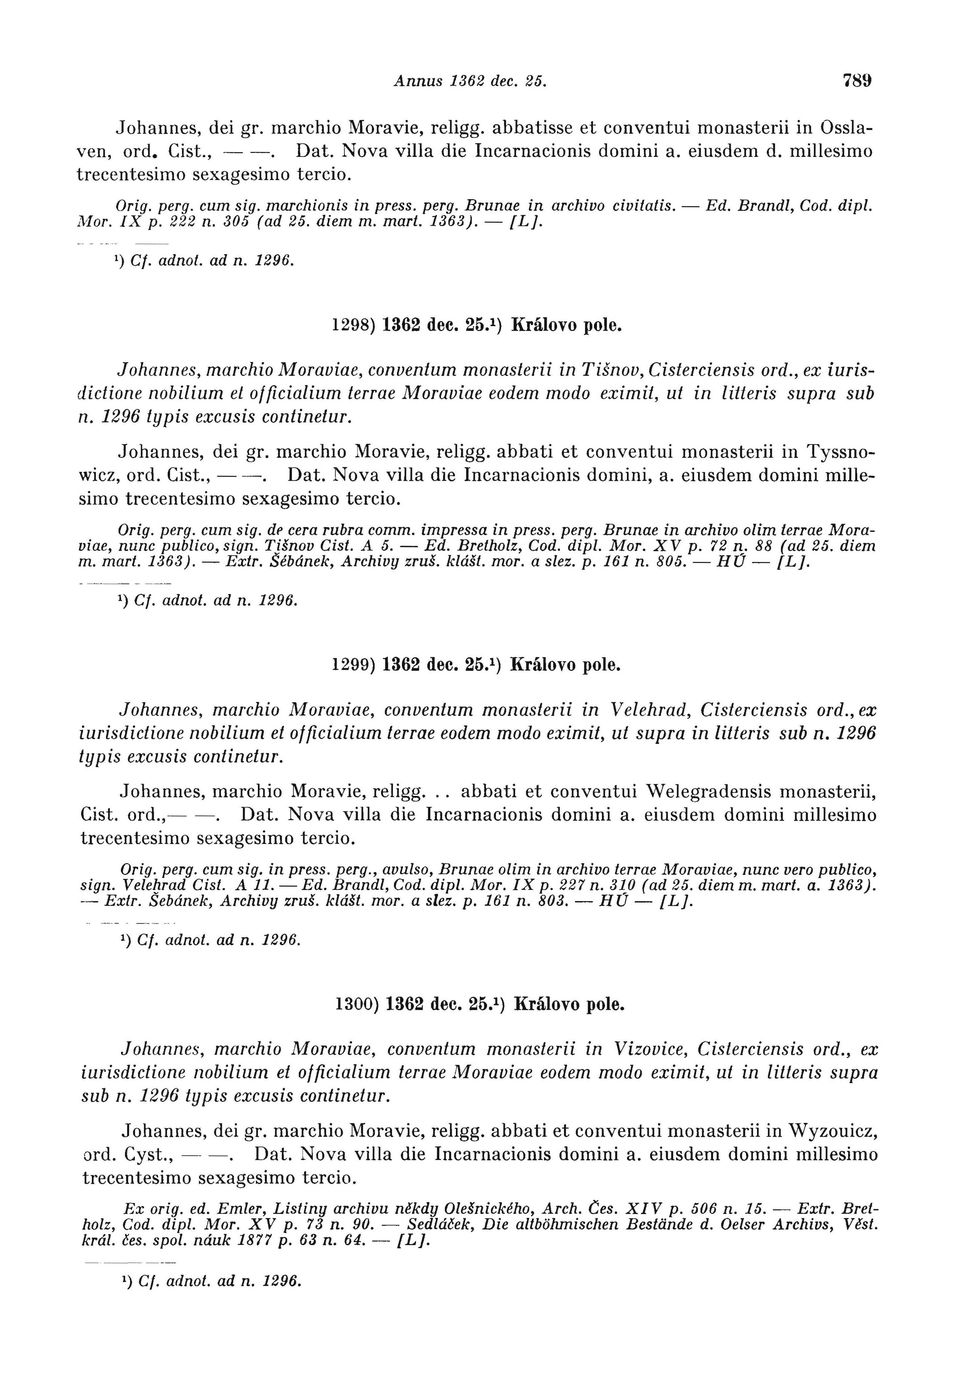 Annus 1362 dec. 25. 789
Johannes, dei gr. marchio Moravie, religg. abbatisse et conventui monasterii in Ossla-
ven, ord. Cist., — —. Dat. Nova villa die Incarnacionis domini a. eiusdem d. millesimo
trecentesimo sexagesimo tercio.
Orig. perg. cum sig. marchionis in press. perg. Brunae in archivo civitatis. — Ed. Brandl, Cod. dipl.
Mor. IX p. 222 n. 305 (ad 25. diem m. mart. 1363). — [L].
¹) Cf. adnot. ad n. 1296.
1298) 1362 dec. 25.¹) Královo pole.
Johannes, marchio Moraviae, conventum monasterii in Tišnov, Cisterciensis ord., ex iuris-
dictione nobilium et officialium terrae Moraviae eodem modo eximit, ut in litteris supra sub
n. 1296 typis excusis continetur.
Johannes, dei gr. marchio Moravie, religg. abbati et conventui monasterii in Tyssno-
wicz, ord. Cist., — —. Dat. Nova villa die Incarnacionis domini, a. eiusdem domini mille-
simo trecentesimo sexagesimo tercio.
Orig. perg. cum sig. de cera rubra comm. impressa in press. perg. Brunae in archivo olim terrae Mora-
viae, nunc publico, sign. Tišnov Cist. A 5. — Ed. Bretholz, Cod. dipl. Mor. XV p. 72 n. 88 (ad 25. diem
m. mart. 1363). — Extr. Šébánek, Archivy zruš. klášt. mor. a slez. p. 161 n. 805. — HÚ — [L].
¹) Cf. adnot. ad n. 1296.
1299) 1362 dec. 25.¹) Královo pole.
Johannes, marchio Moraviae, conventum monasterii in Velehrad, Cisterciensis ord., ex
iurisdictione nobilium et officialium terrae eodem modo eximit, ut supra in litteris sub n. 1296
typis excusis continetur.
Johannes, marchio Moravie, religg. . . abbati et conventui Welegradensis monasterii,
Cist. ord.,— —. Dat. Nova villa die Incarnacionis domini a. eiusdem domini millesimo
trecentesimo sexagesimo tercio.
Orig. perg. cum sig. in press. perg., avulso, Brunae olim in archivo terrae Moraviae, nunc vero publico,
sign. Velehrad Cist. A 11. — Ed. Brandl, Cod. dipl. Mor. IX p. 227 n. 310 (ad 25. diem m. mart. a. 1363).
— Extr. Šebánek, Archivy zruš. klášt. mor. a slez. p. 161 n. 803. — HÚ — [L].
¹) Cf. adnot. ad n. 1296.
1300) 1362 dec. 25.¹) Královo pole.
Johannes, marchio Moraviae, conventum monasterii in Vizovice, Cisterciensis ord., ex
iurisdictione nobilium et officialium terrae Moraviae eodem modo eximit, ut in litteris supra
sub n. 1296 typis excusis continetur.
Johannes, dei gr. marchio Moravie, religg. abbati et conventui monasterii in Wyzouicz,
ord. Cyst., — —. Dat. Nova villa die Incarnacionis domini a. eiusdem domini millesimo
trecentesimo sexagesimo tercio.
Ex orig. ed. Emler, Listiny archivu někdy Olešnického, Arch. Čes. XIV p. 506 n. 15. — Extr. Bret-
holz, Cod. dipl. Mor. XV p. 73 n. 90. — Sedláček, Die altböhmischen Bestände d. Oelser Archivs, Věst.
král. čes. spol. náuk 1877 p. 63 n. 64. — [L].
¹) Cf. adnot. ad n. 1296.